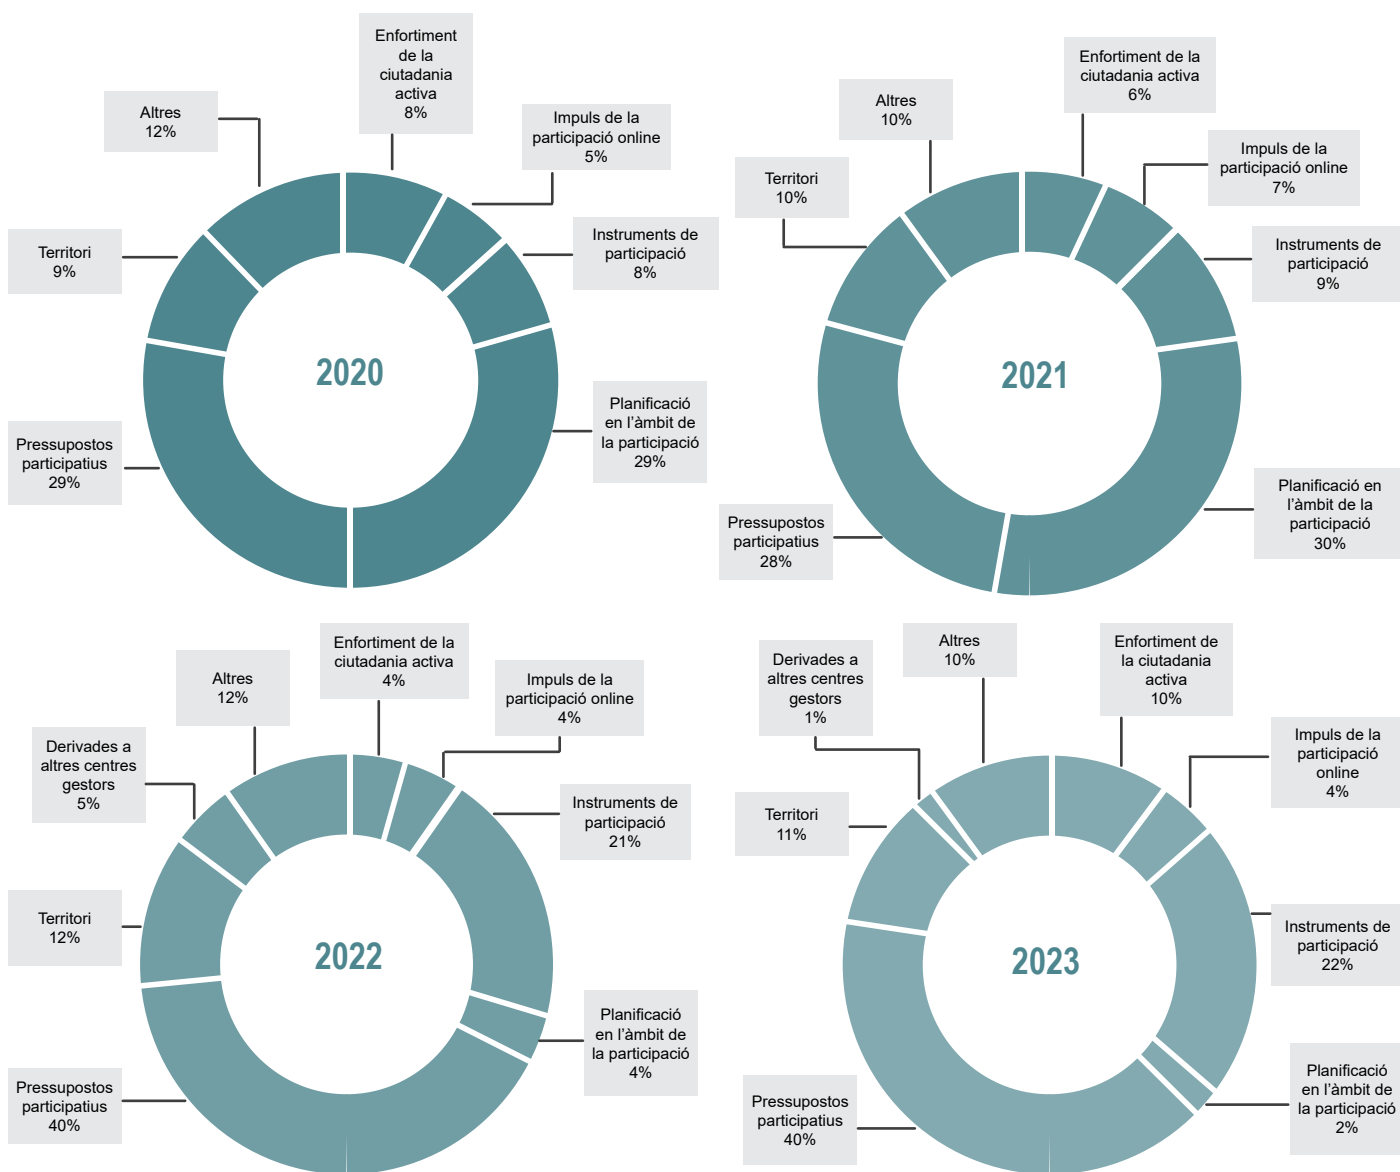 Enfortiment
de la
ciutadania
activa
8%
Altres
12%
Impuls de la
participació online
5%
Territori
9%
Instruments de
participació
8%
2020
Planificació
en l'àmbit de
la participació
29%
Pressupostos
participatius
29%
Enfortiment de la
ciutadania activa
6%
Altres
10%
Impuls de la
participació online
7%
Territori
10%
Instruments de
participació
9%
2021
Planificació en
l'àmbit de la
participació
30%
Pressupostos
participatius
28%
Enfortiment de la
ciutadania activa
4%
Altres
12%
Impuls de la
participació online
4%
Derivades a
altres centres
gestors
5%
Instruments de
participació
21%
Territori
12%
2022
Planificació
en l'àmbit de
la participació
4%
Pressupostos
participatius
40%
Altres
10%
Enfortiment de
la ciutadania
activa
10%
Derivades a
altres centres
gestors
1%
Impuls de la
participació
online
4%
Territori
11%
Instruments de
participació
22%
2023
Planificació
en l'àmbit de
la participació
2%
Pressupostos
participatius
40%